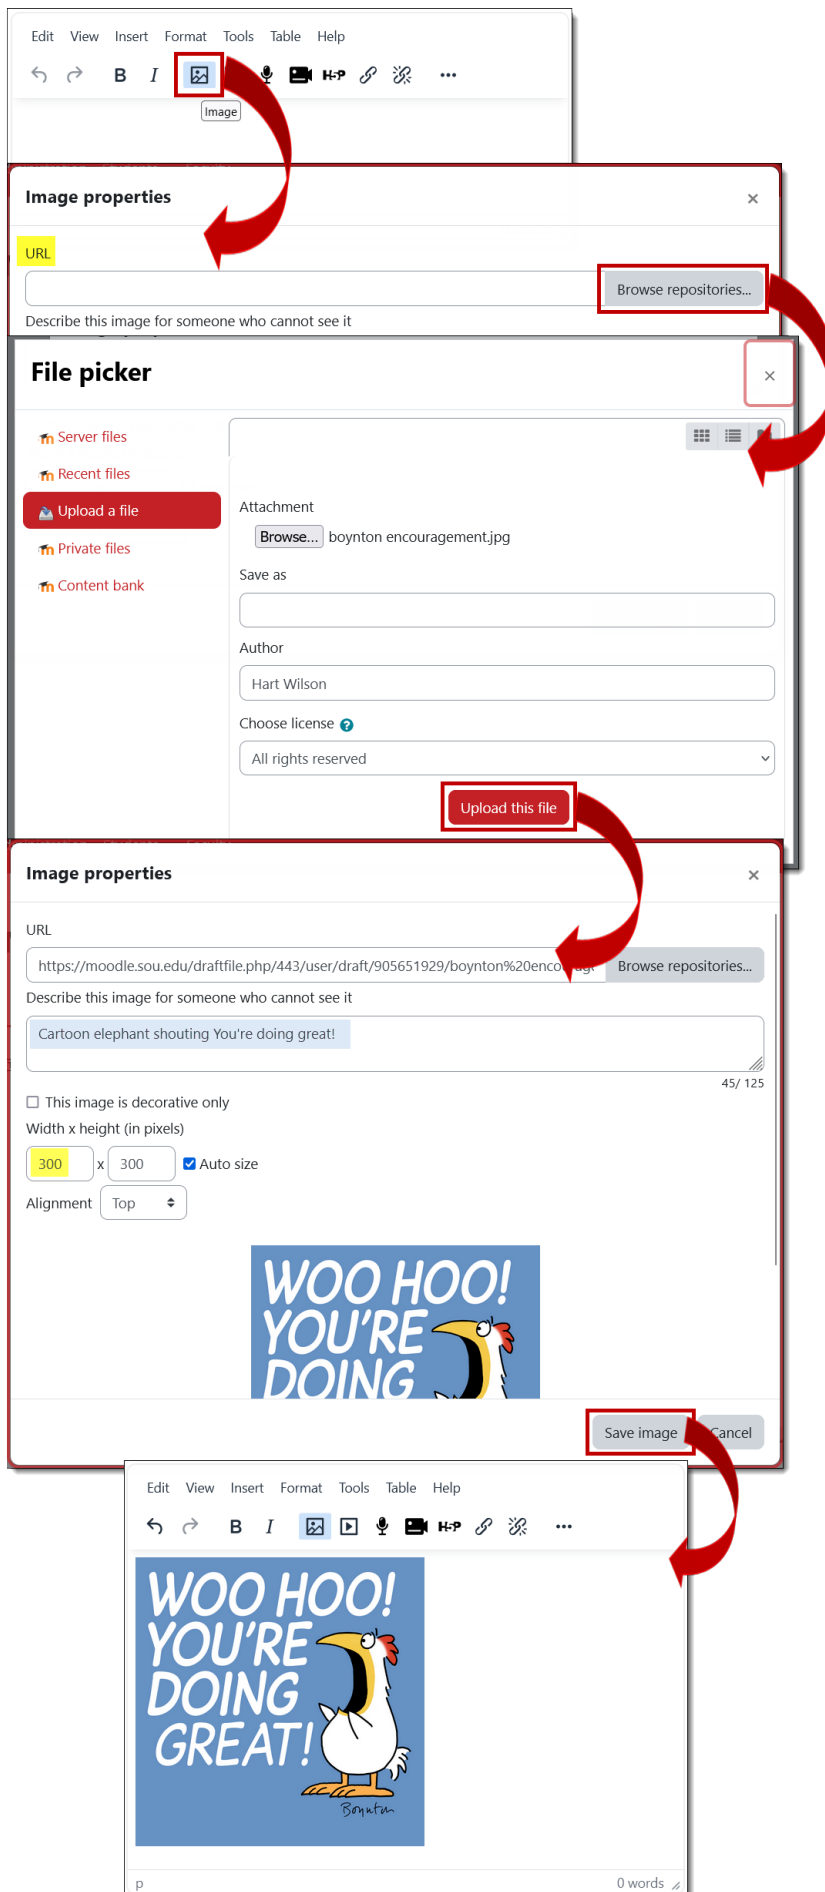 Edit View Insert Format Tools Table Help
B I H-P ...
Image
Image properties ×
URL
Browse repositories...
Describe this image for someone who cannot see it
File picker ×
Server files
Recent files
Upload a file
Private files
Content bank
Attachment
Browse... boynton encouragement.jpg
Save as
Author
Hart Wilson
Choose license ?
All rights reserved
Upload this file
Image properties ×
URL
https://moodle.sou.edu/draftfile.php/443/user/draft/905651929/boynton%20encourag
Browse repositories...
Describe this image for someone who cannot see it
Cartoon elephant shouting You're doing great!
45/ 125
This image is decorative only
Width x height (in pixels)
300 x 300 Auto size
Alignment Top
WOO HOO!
YOU'RE
DOING
Save image Cancel
Edit View Insert Format Tools Table Help
B I H-P ...
WOO HOO!
YOU'RE
DOING
GREAT!
Boynton
p 0 words